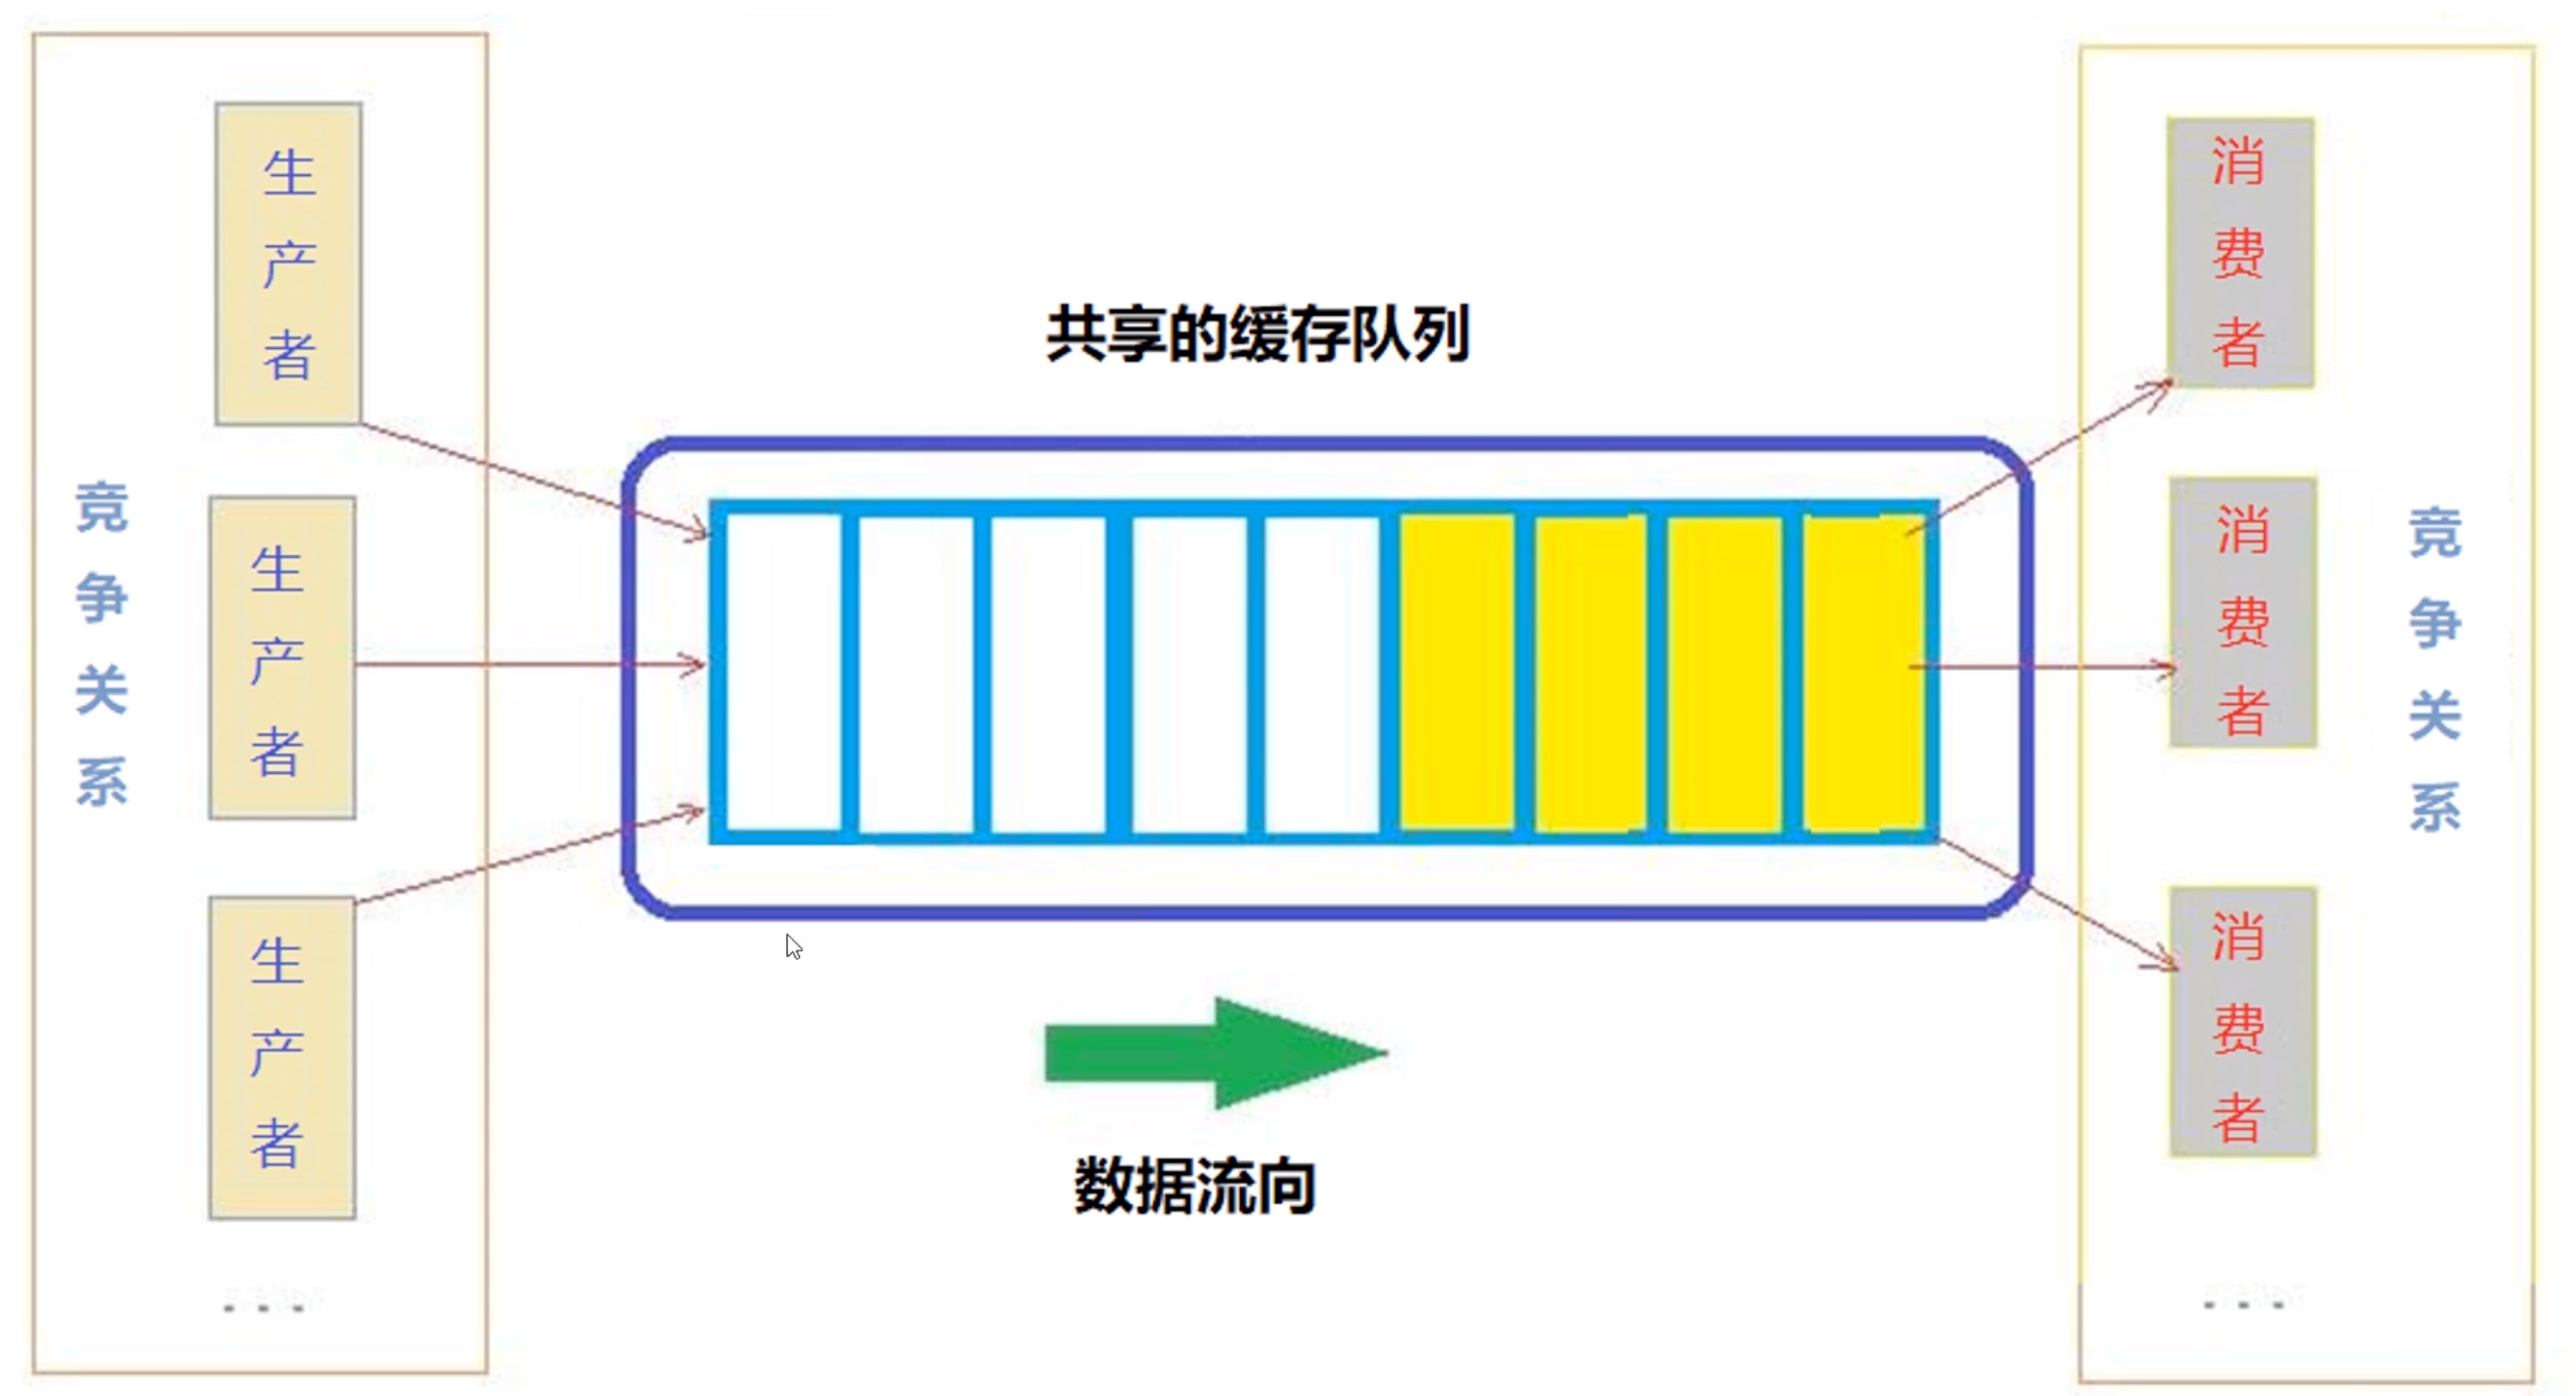 竞争关系
生产者
生产者
生产者
...
共享的缓存队列
数据流向
消费者
消费者
消费者
...
竞争关系